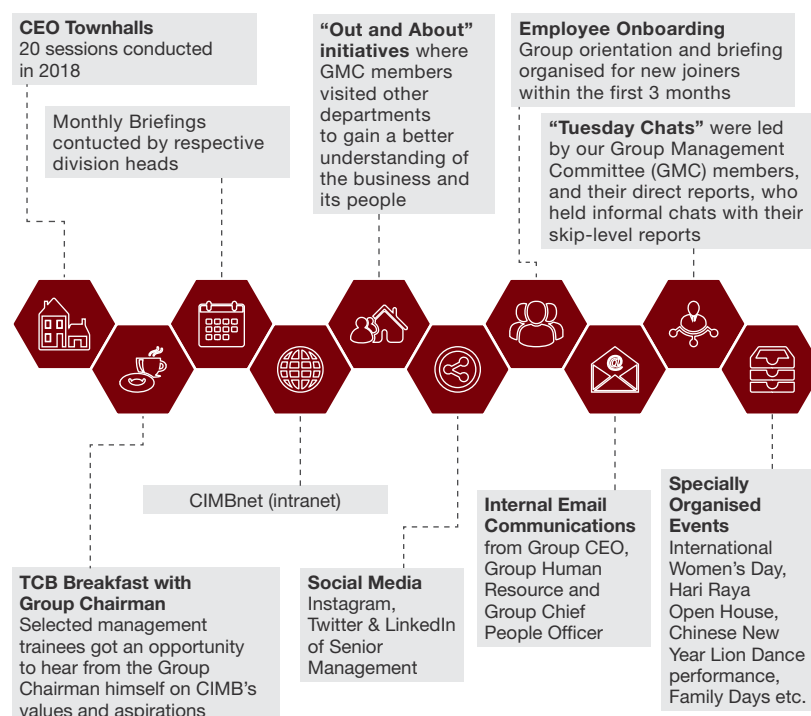 CEO Townhalls
20 sessions conducted
in 2018
Monthly Briefings
contucted by respective
division heads
“Out and About”
initiatives where
GMC members
visited other
departments
to gain a better
understanding of
the business and
its people
Employee Onboarding
Group orientation and briefing
organised for new joiners
within the first 3 months
“Tuesday Chats” were led
by our Group Management
Committee (GMC) members,
and their direct reports, who
held informal chats with their
skip-level reports
@
TCB Breakfast with
Group Chairman
Selected management
trainees got an opportunity
to hear from the Group
Chairman himself on CIMB’s
values and aspirations
CIMBnet (intranet)
Social Media
Instagram,
Twitter & LinkedIn
of Senior
Management
Internal Email
Communications
from Group CEO,
Group Human
Resource and
Group Chief
People Officer
Specially
Organised
Events
International
Women’s Day,
Hari Raya
Open House,
Chinese New
Year Lion Dance
performance,
Family Days etc.